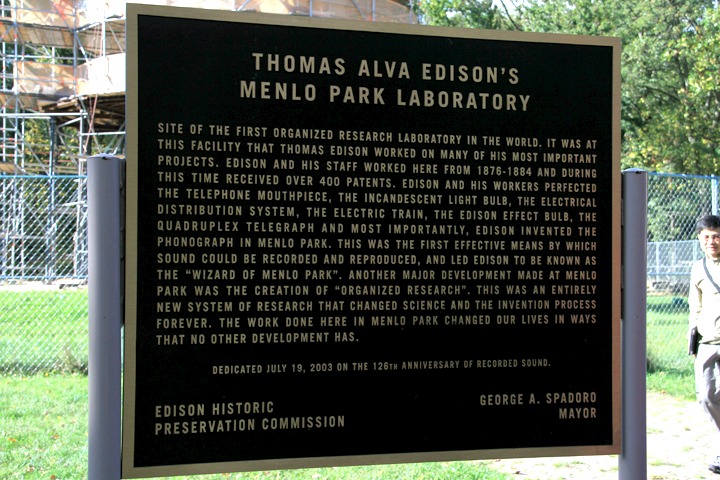 THOMAS ALVA EDISON'S
MENLO PARK LABORATORY
SITE OF THE FIRST ORGANIZED RESEARCH LABORATORY IN THE WORLD. IT WAS AT
THIS FACILITY THAT THOMAS EDISON WORKED ON MANY OF HIS MOST IMPORTANT
PROJECTS. EDISON AND HIS STAFF WORKED HERE FROM 1876-1884 AND DURING
THIS TIME RECEIVED OVER 400 PATENTS. EDISON AND HIS WORKERS PERFECTED
THE TELEPHONE MOUTHPIECE, THE INCANDESCENT LIGHT BULB, THE ELECTRICAL
DISTRIBUTION SYSTEM, THE ELECTRIC TRAIN, THE EDISON EFFECT BULB, THE
QUADRUPLEX TELEGRAPH AND MOST IMPORTANTLY, EDISON INVENTED THE
PHONOGRAPH IN MENLO PARK. THIS WAS THE FIRST EFFECTIVE MEANS BY WHICH
SOUND COULD BE RECORDED AND REPRODUCED, AND LED EDISON TO BE KNOWN AS
THE "WIZARD OF MENLO PARK". ANOTHER MAJOR DEVELOPMENT MADE AT MENLO
PARK WAS THE CREATION OF "ORGANIZED RESEARCH". THIS WAS AN ENTIRELY
NEW SYSTEM OF RESEARCH THAT CHANGED SCIENCE AND THE INVENTION PROCESS
FOREVER. THE WORK DONE HERE IN MENLO PARK CHANGED OUR LIVES IN WAYS
THAT NO OTHER DEVELOPMENT HAS.
DEDICATED JULY 19, 2003 ON THE 126TH ANNIVERSARY OF RECORDED SOUND.
EDISON HISTORIC
PRESERVATION COMMISSION
GEORGE A. SPADORO
MAYOR